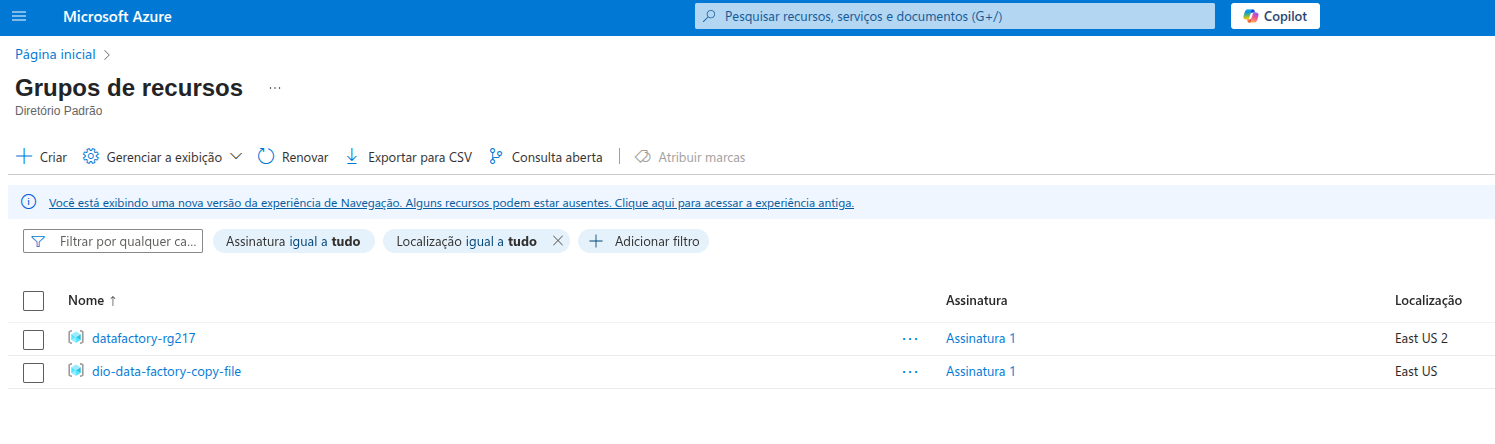 Microsoft Azure
Pesquisar recursos, serviços e documentos (G+/)
Copilot
Página inicial
Grupos de recursos ...
Diretório Padrão
Criar Gerenciar a exibição Renovar Exportar para CSV Consulta aberta Atribuir marcas
Você está exibindo uma nova versão da experiência de Navegação. Alguns recursos podem estar ausentes. Clique aqui para acessar a experiência antiga.
Filtrar por qualquer ca... Assinatura igual a tudo Localização igual a tudo Adicionar filtro
Nome ↑ Assinatura Localização
datafactory-rg217 ... Assinatura 1 East US 2
dio-data-factory-copy-file ... Assinatura 1 East US